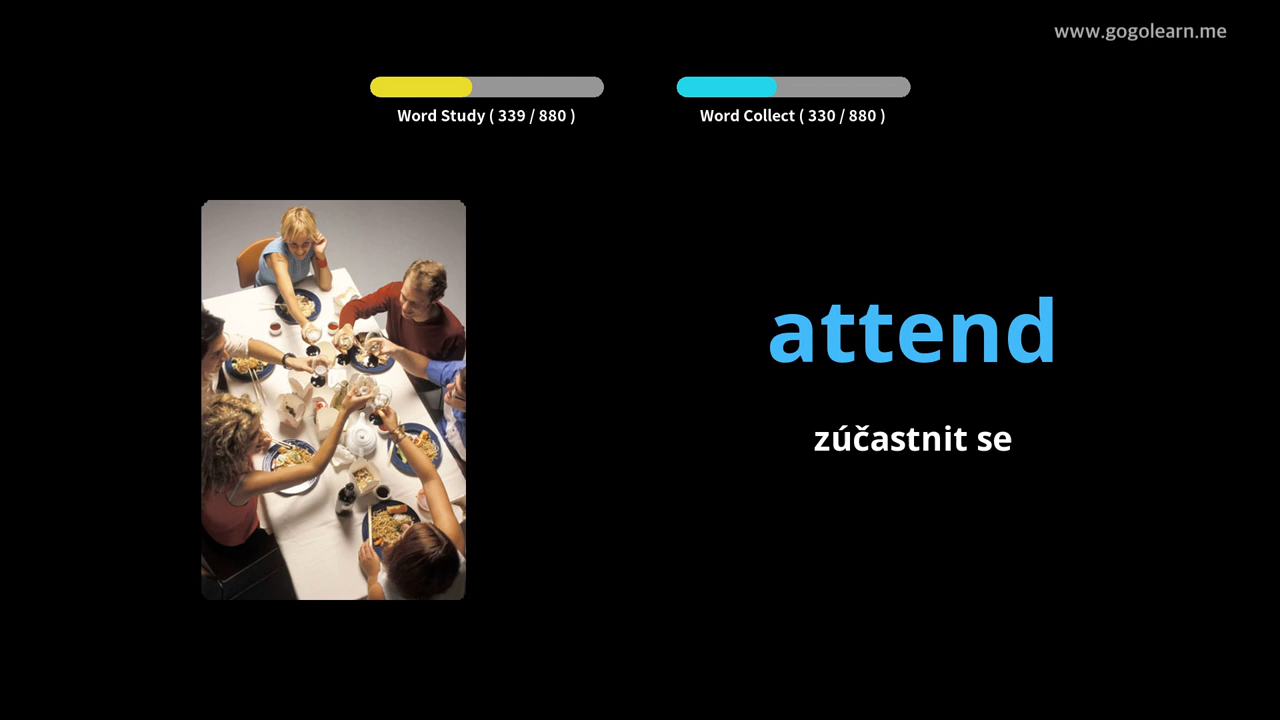 www.gogolearn.me
Word Study ( 339 / 880 )
Word Collect ( 330 / 880 )
attend
zúčastnit se